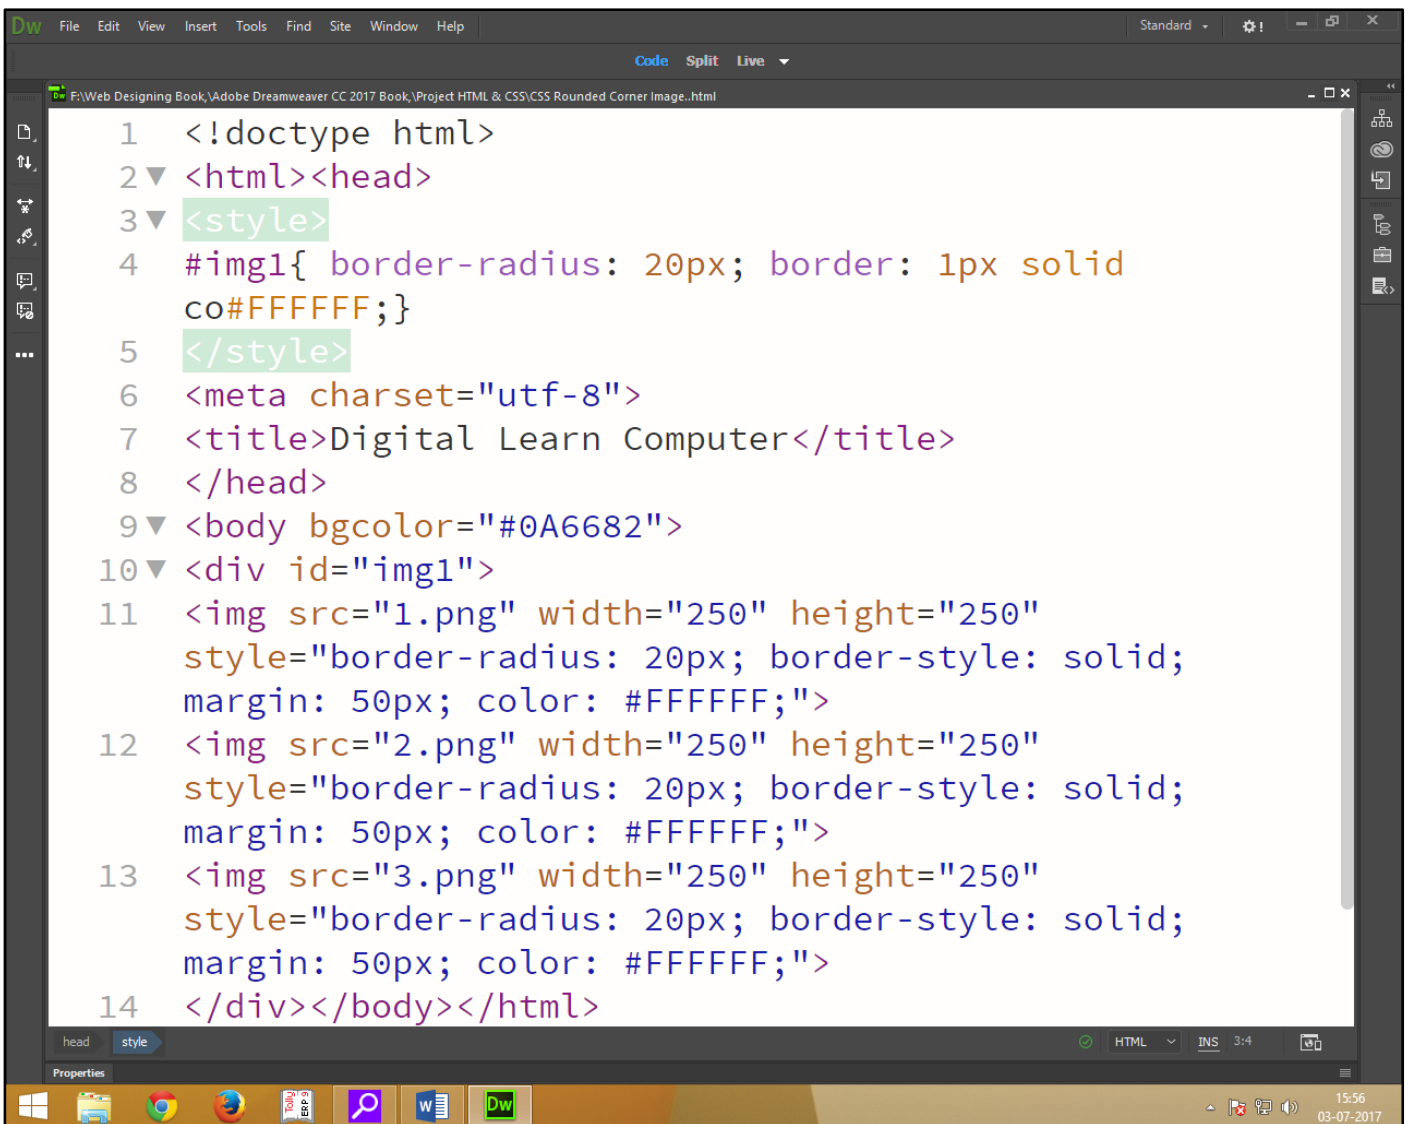 Dw File Edit View Insert Tools Find Site Window Help Standard
Code Split Live
Dw F:\Web Designing Book,\Adobe Dreamweaver CC 2017 Book,\Project HTML & CSS\CSS Rounded Corner Image..html
1 <!doctype html>
2 <html><head>
3 <style>
4 #img1{ border-radius: 20px; border: 1px solid
co#FFFFFF;}
5 </style>
6 <meta charset="utf-8">
7 <title>Digital Learn Computer</title>
8 </head>
9 <body bgcolor="#0A6682">
10 <div id="img1">
11 <img src="1.png" width="250" height="250"
style="border-radius: 20px; border-style: solid;
margin: 50px; color: #FFFFFF;">
12 <img src="2.png" width="250" height="250"
style="border-radius: 20px; border-style: solid;
margin: 50px; color: #FFFFFF;">
13 <img src="3.png" width="250" height="250"
style="border-radius: 20px; border-style: solid;
margin: 50px; color: #FFFFFF;">
14 </div></body></html>
head style HTML INS 3:4
Properties
Tally ERP 9 W Dw 15:56
03-07-2017